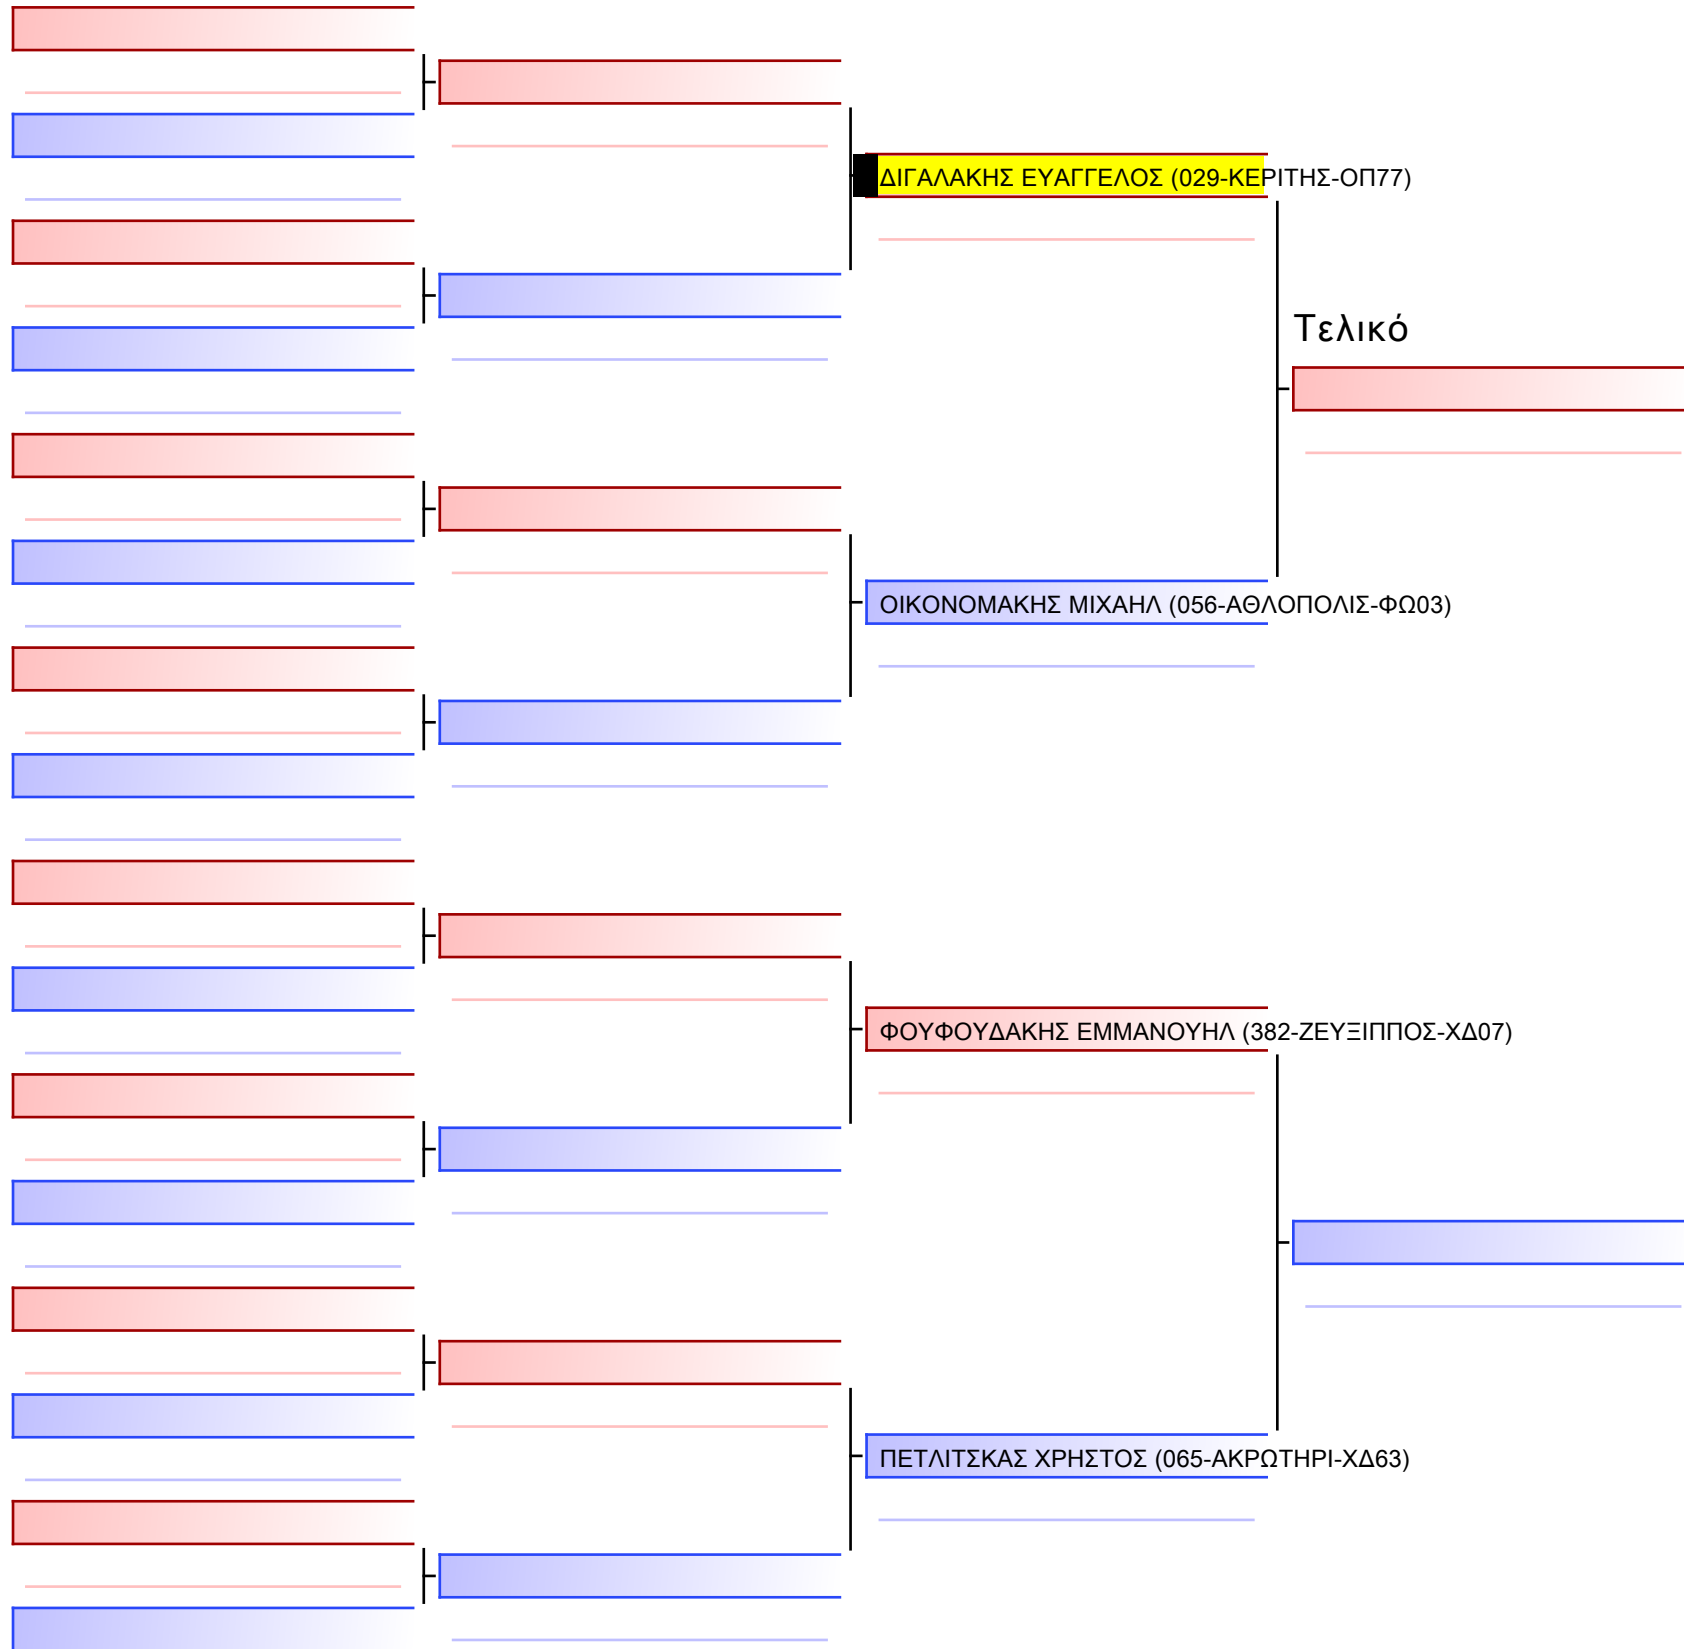 ΔΙΓΑΛΑΚΗΣ ΕΥΑΓΓΕΛΟΣ (029-ΚΕΡΙΤΗΣ-ΟΠ77)
Τελικό
ΟΙΚΟΝΟΜΑΚΗΣ ΜΙΧΑΗΛ (056-ΑΘΛΟΠΟΛΙΣ-ΦΩ03)
ΦΟΥΦΟΥΔΑΚΗΣ ΕΜΜΑΝΟΥΗΛ (382-ΖΕΥΞΙΠΠΟΣ-ΧΔ07)
ΠΕΤΛΙΤΣΚΑΣ ΧΡΗΣΤΟΣ (065-ΑΚΡΩΤΗΡΙ-ΧΔ63)